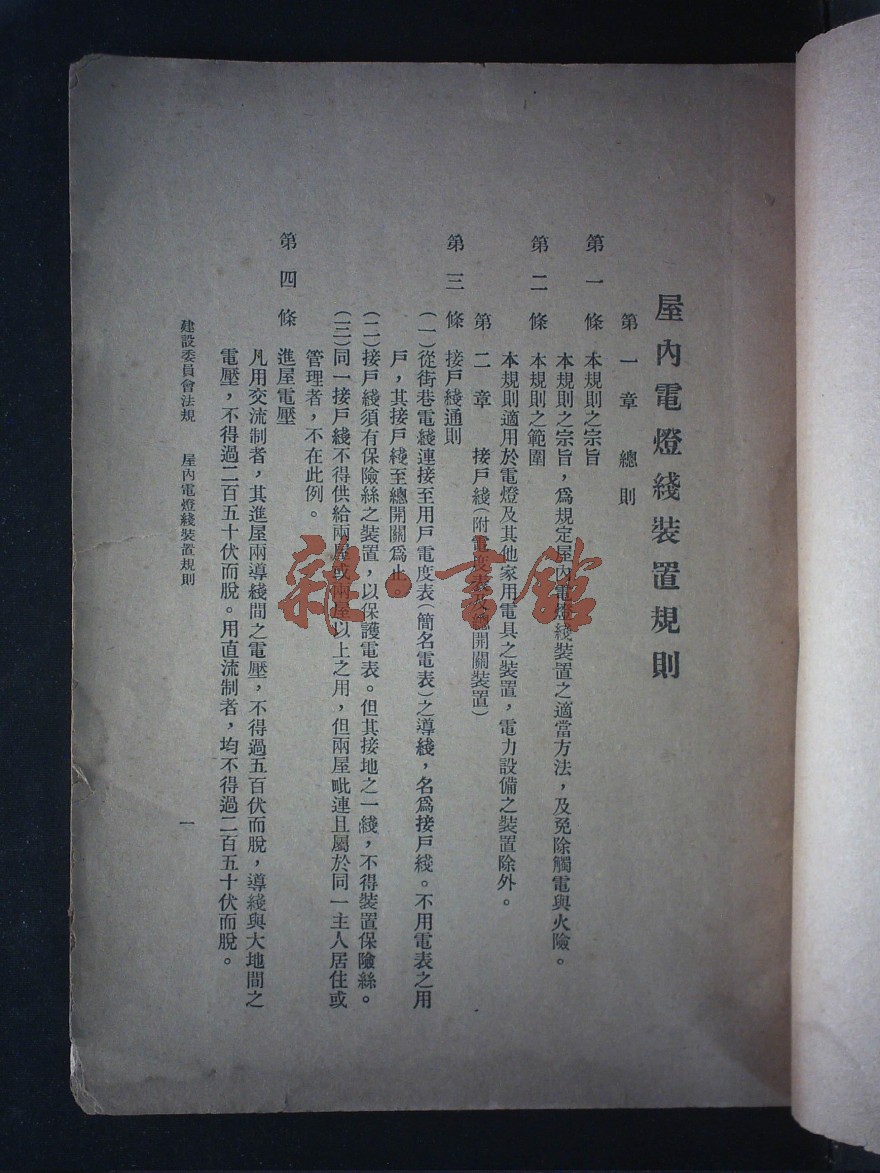 屋內電燈綫裝置規則
第一章 總則
第一條 本規則之宗旨
本規則之宗旨，爲規定屋內電燈綫裝置之適當方法，及免除觸電與火險。
第二條 本規則之範圍
本規則適用於電燈及其他家用電具之裝置，電力設備之裝置除外。
第二章 接戶綫（附電度表及總開關裝置）
第三條 接戶綫通則
（一）從街巷電綫連接至用戶電度表（簡名電表）之導綫，名爲接戶綫。不用電表之用
戶，其接戶綫至總開關爲止。
（二）接戶綫須有保險絲之裝置，以保護電表。但其接地之一綫，不得裝置保險絲。
（三）同一接戶綫不得供給兩屋或兩屋以上之用，但兩屋毗連且屬於同一主人居住或
管理者，不在此例。
第四條 進屋電壓
凡用交流制者，其進屋兩導綫間之電壓，不得過五百伏而脫，導綫與大地間之
電壓，不得過二百五十伏而脫。用直流制者，均不得過二百五十伏而脫。
建設委員會法規 屋內電燈綫裝置規則 一
雜·書館